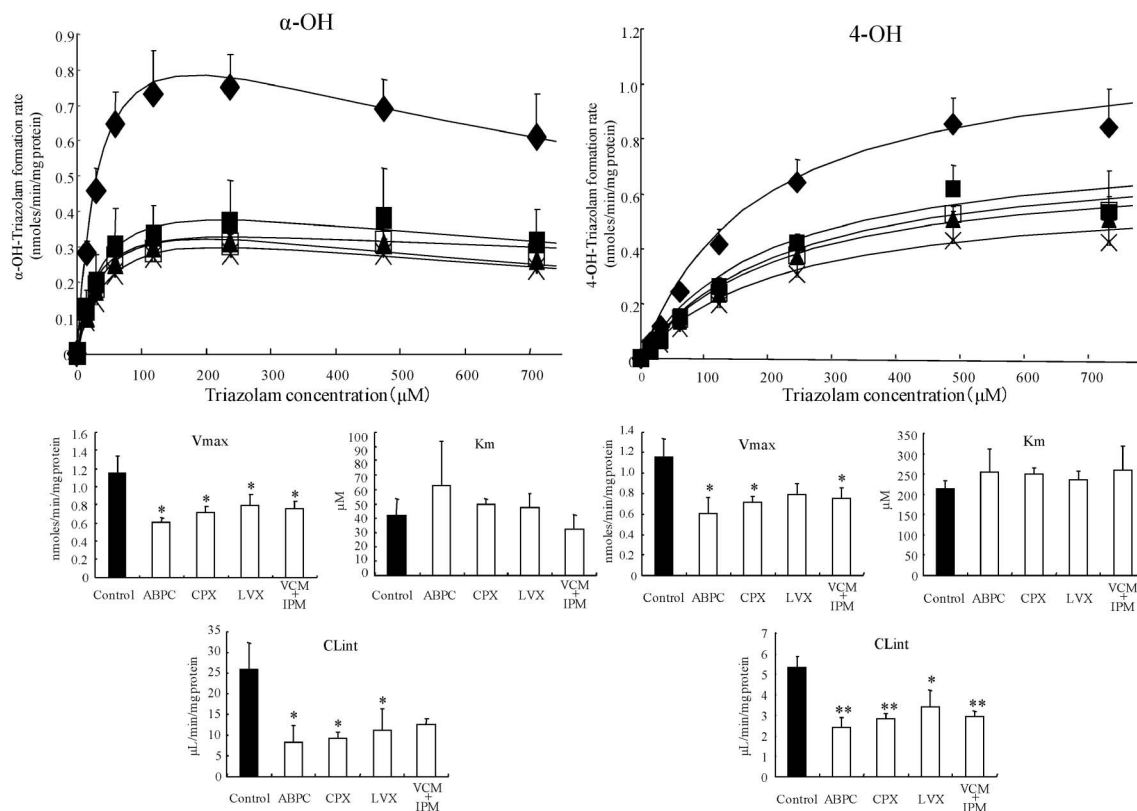 α-OH
α-OH-Triazolam formation rate
(nmoles/min/mg protein)
0.9
0.8
0.7
0.6
0.5
0.4
0.3
0.2
0.1
0
0 100 200 300 400 500 600 700
Triazolam concentration(μM)
4-OH
4-OH-Triazolam formation rate
(nmoles/min/mg protein)
1.2
1.0
0.8
0.6
0.4
0.2
0
0 100 200 300 400 500 600 700
Triazolam concentration(μM)
Vmax
nmoles/min/mgprotein
1.4
1.2
1.0
0.8
0.6
0.4
0.2
0
* * * *
Control ABPC CPX LVX VCM
+
IPM
Km
μM
100
90
80
70
60
50
40
30
20
10
0
Control ABPC CPX LVX VCM
+
IPM
Vmax
nmoles/min/mgprotein
1.4
1.2
1.0
0.8
0.6
0.4
0.2
0
* * *
Control ABPC CPX LVX VCM
+
IPM
Km
μM
350
300
250
200
150
100
50
0
Control ABPC CPX LVX VCM
+
IPM
CLint
μL/min/mgprotein
35
30
25
20
15
10
5
0
* * *
Control ABPC CPX LVX VCM
+
IPM
CLint
μL/min/mgprotein
7
6
5
4
3
2
1
0
** ** * **
Control ABPC CPX LVX VCM
+
IPM